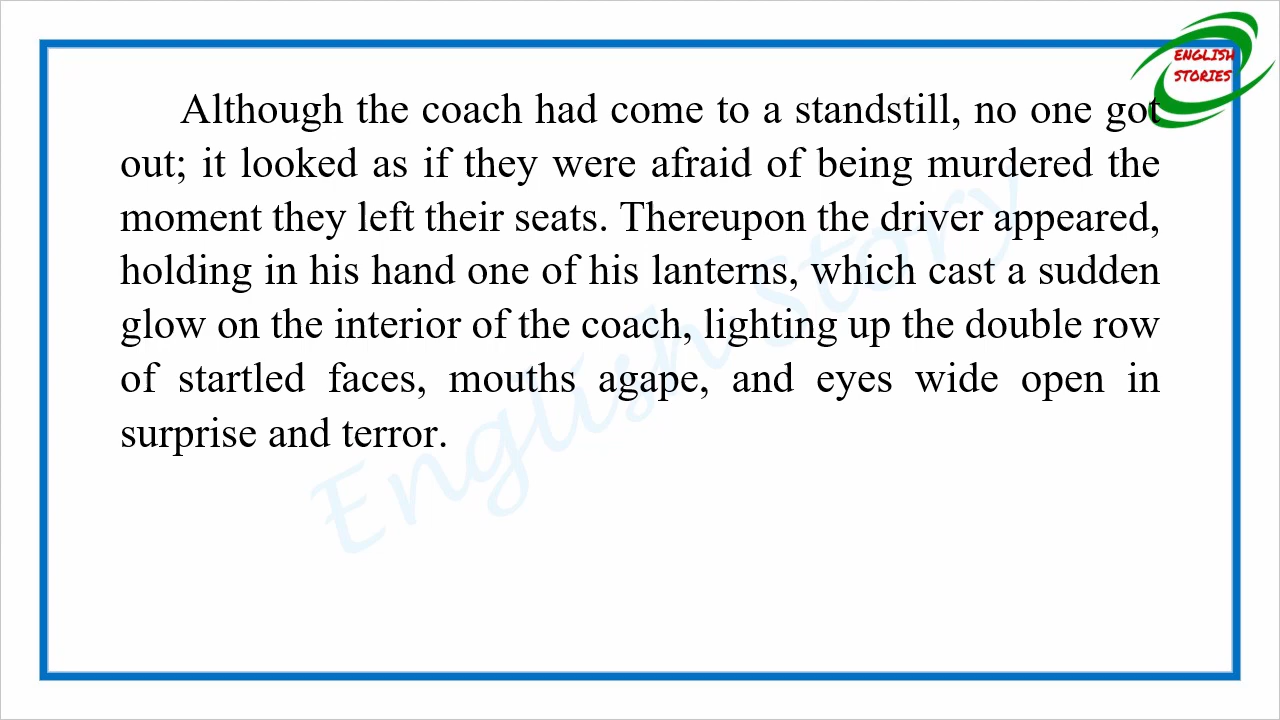 ENGLISH
STORIES
Although the coach had come to a standstill, no one got
out; it looked as if they were afraid of being murdered the
moment they left their seats. Thereupon the driver appeared,
holding in his hand one of his lanterns, which cast a sudden
glow on the interior of the coach, lighting up the double row
of startled faces, mouths agape, and eyes wide open in
surprise and terror.
English Story